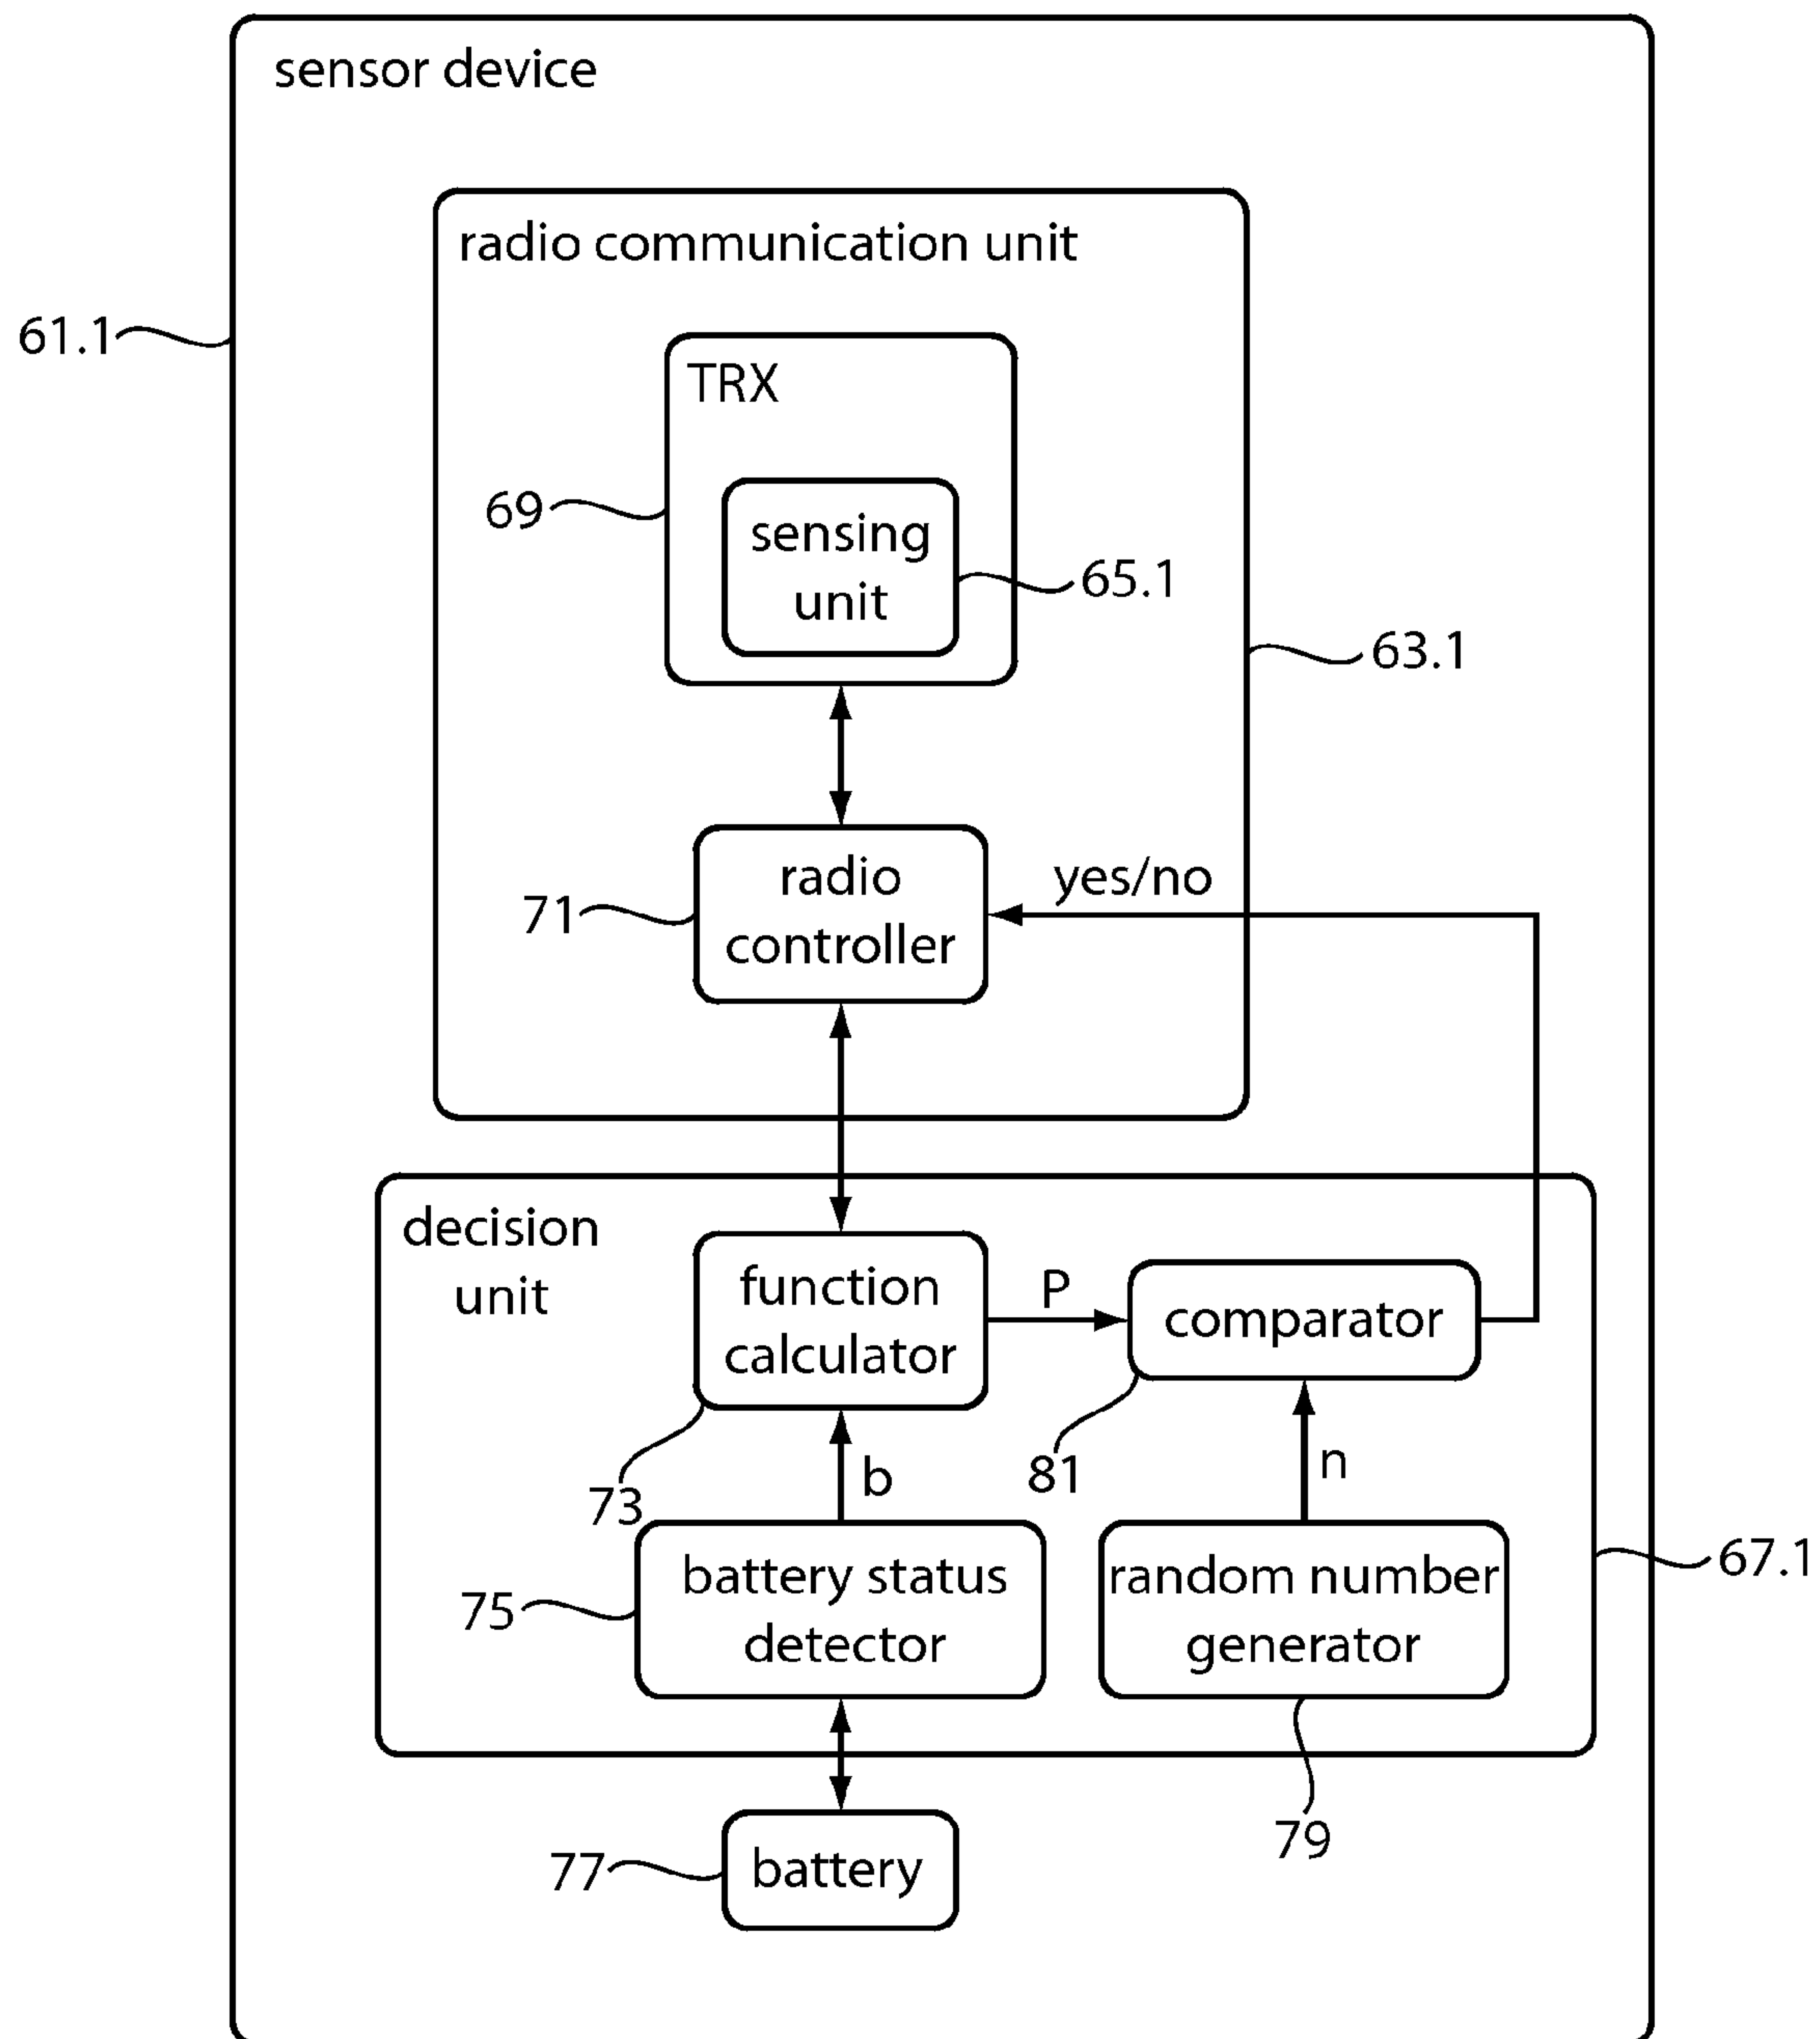 sensor device
radio communication unit
61.1
TRX
69
sensing
unit
65.1
63.1
radio
controller
71
yes/no
decision
unit
function
calculator
P
comparator
73
b
81
n
75
battery status
detector
random number
generator
67.1
77
battery
79